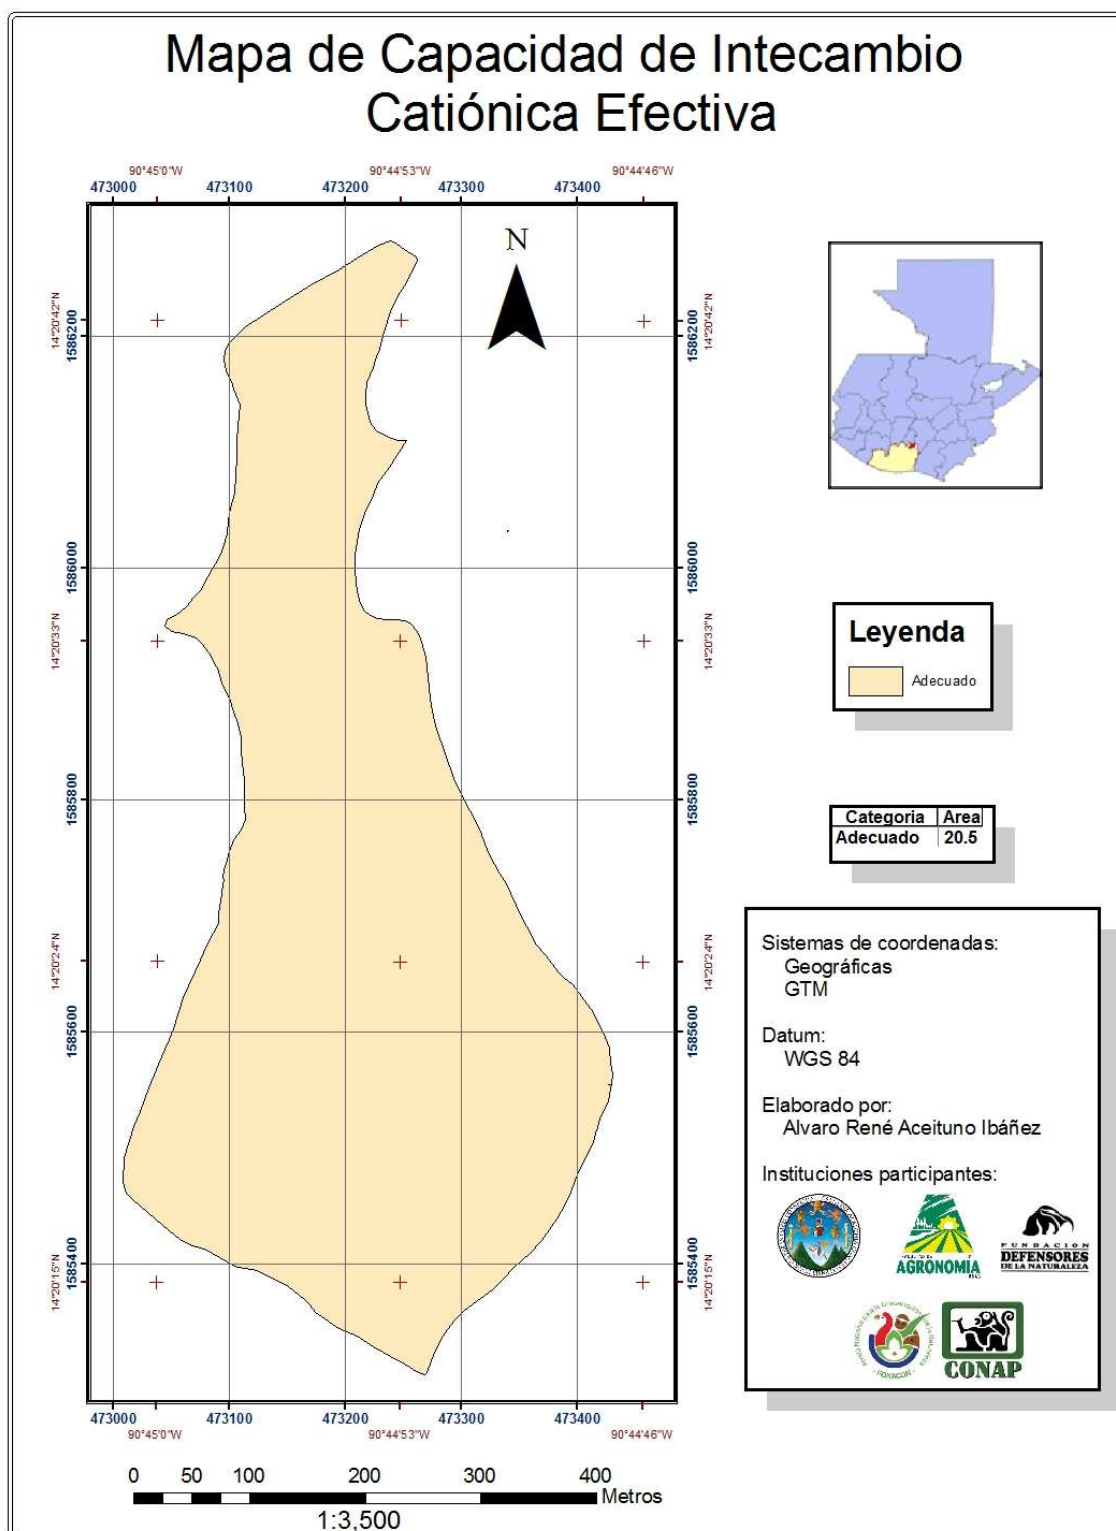 Mapa de Capacidad de Intecambio
Catiónica Efectiva
90°45'0"W 90°44'53"W 90°44'46"W
473000 473100 473200 473300 473400
N
14°20'42"N 14°20'42"N
1586200 1586200
1586000 1586000
14°20'33"N 14°20'33"N
Leyenda
Adecuado
1585800 1585800
Categoria Area
Adecuado 20.5
14°20'24"N 14°20'24"N
1585600 1585600
Sistemas de coordenadas:
Geográficas
GTM
Datum:
WGS 84
Elaborado por:
Alvaro René Aceituno Ibáñez
Instituciones participantes:
AGRONOMIA
FUNDACION
DEFENSORES
DE LA NATURALEZA
FONACON
CONAP
1585400 1585400
14°20'15"N 14°20'15"N
473000 473100 473200 473300 473400
90°45'0"W 90°44'53"W 90°44'46"W
0 50 100 200 300 400
Metros
1:3,500